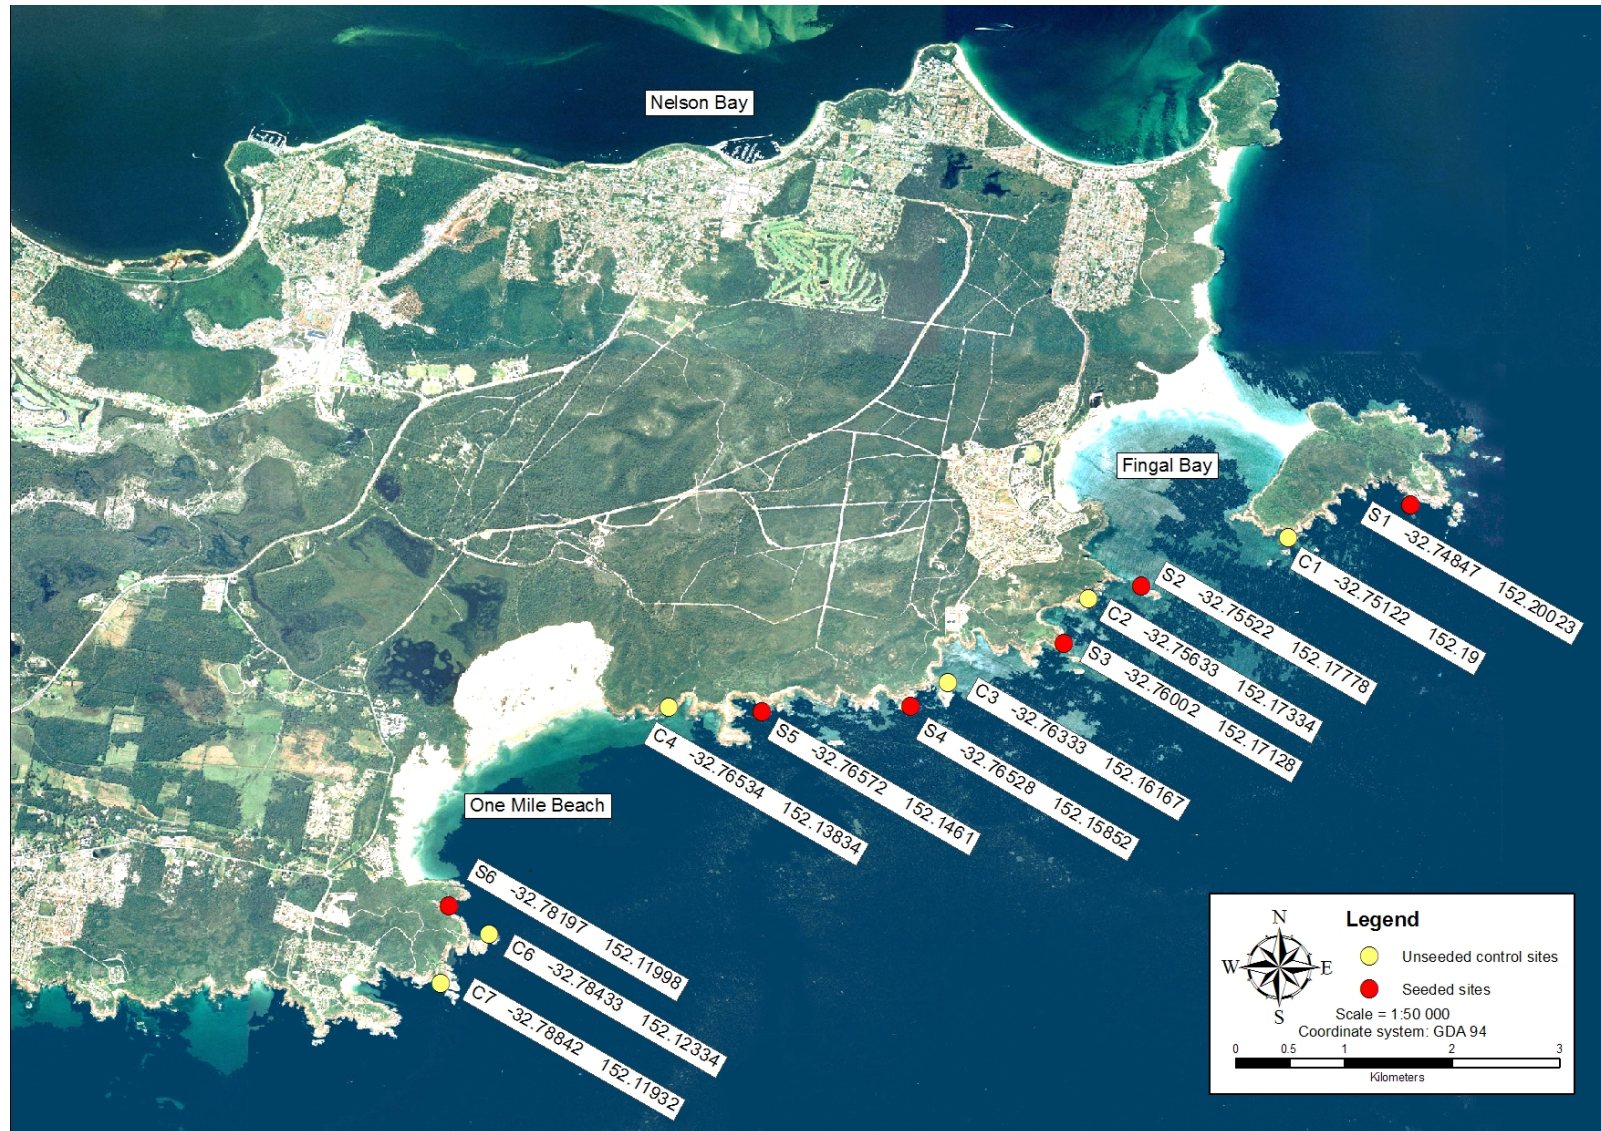 Nelson Bay
Fingal Bay
S1 -32.74847 152.20023
C1 -32.75122 152.19
S2 -32.75522 152.17778
C2 -32.75633 152.17334
S3 -32.76002 152.17128
C3 -32.76333 152.16167
S4 -32.76528 152.15852
S5 -32.76572 152.1461
C4 -32.76534 152.13834
One Mile Beach
S6 -32.78197 152.11998
C6 -32.78433 152.12334
C7 -32.78842 152.11932
N
W E
S
Legend
Unseeded control sites
Seeded sites
Scale = 1:50 000
Coordinate system: GDA 94
0 0.5 1 2 3
Kilometers